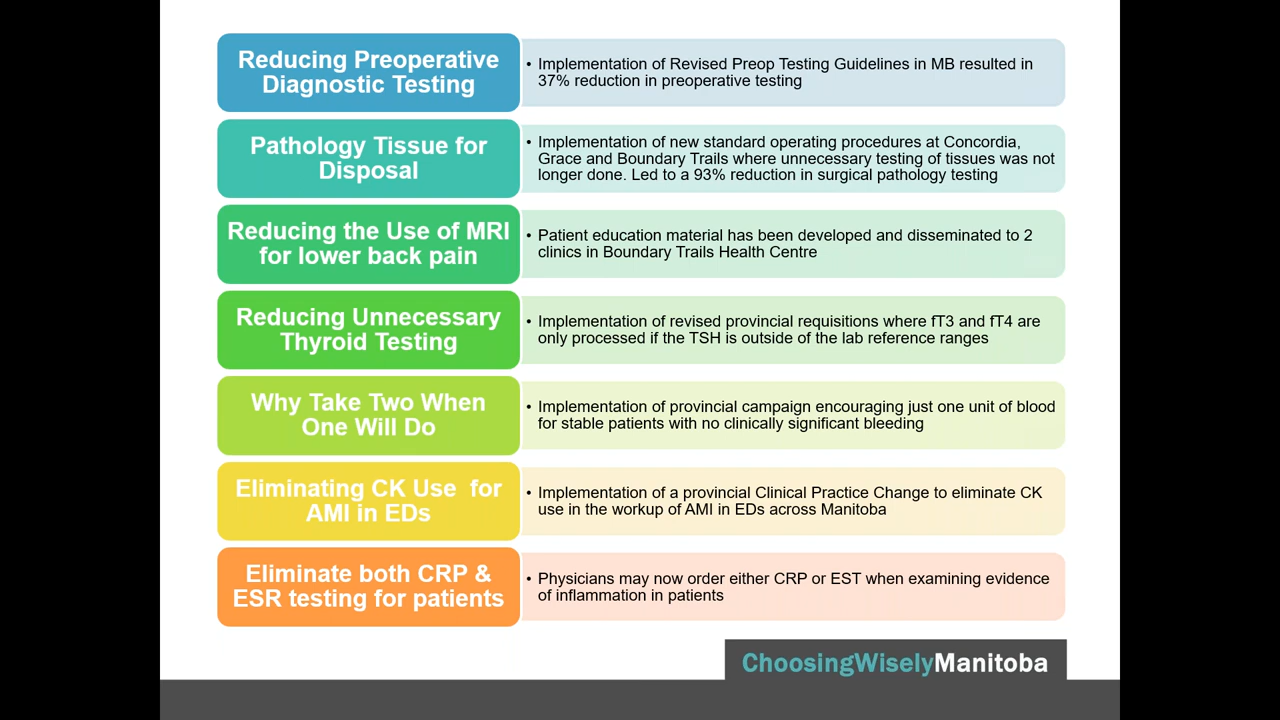 Reducing Preoperative
Diagnostic Testing
• Implementation of Revised Preop Testing Guidelines in MB resulted in
37% reduction in preoperative testing
Pathology Tissue for
Disposal
• Implementation of new standard operating procedures at Concordia,
Grace and Boundary Trails where unnecessary testing of tissues was not
longer done. Led to a 93% reduction in surgical pathology testing
Reducing the Use of MRI
for lower back pain
• Patient education material has been developed and disseminated to 2
clinics in Boundary Trails Health Centre
Reducing Unnecessary
Thyroid Testing
• Implementation of revised provincial requisitions where fT3 and fT4 are
only processed if the TSH is outside of the lab reference ranges
Why Take Two When
One Will Do
• Implementation of provincial campaign encouraging just one unit of blood
for stable patients with no clinically significant bleeding
Eliminating CK Use  for
AMI in EDs
• Implementation of a provincial Clinical Practice Change to eliminate CK
use in the workup of AMI in EDs across Manitoba
Eliminate both CRP &
ESR testing for patients
• Physicians may now order either CRP or EST when examining evidence
of inflammation in patients
ChoosingWiselyManitoba